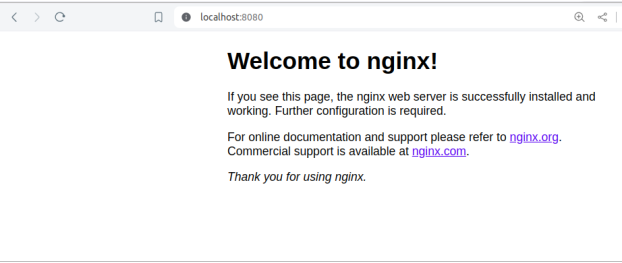 localhost:8080
Welcome to nginx!
If you see this page, the nginx web server is successfully installed and
working. Further configuration is required.
For online documentation and support please refer to nginx.org.
Commercial support is available at nginx.com.
Thank you for using nginx.